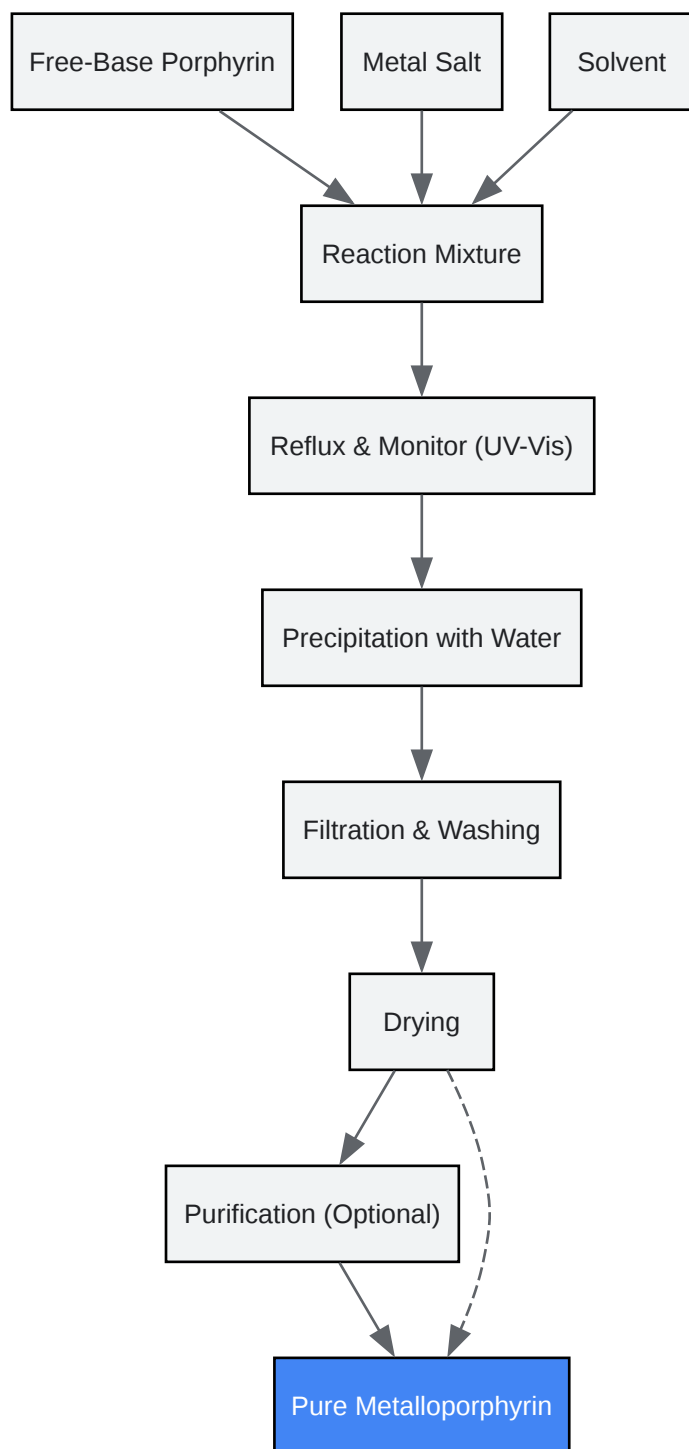 Free-Base Porphyrin
Metal Salt
Solvent
Reaction Mixture
Reflux & Monitor (UV-Vis)
Precipitation with Water
Filtration & Washing
Drying
Purification (Optional)
Pure Metalloporphyrin